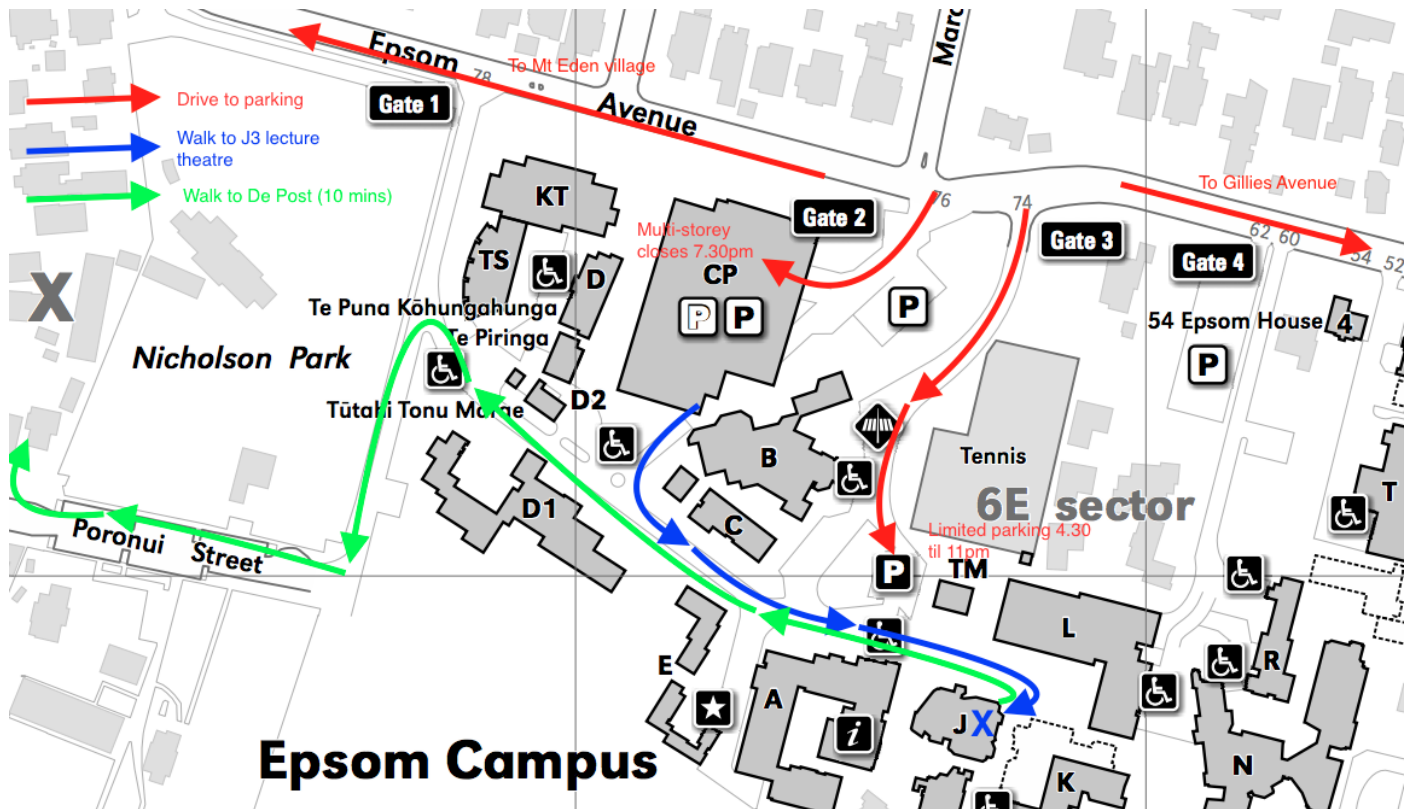 Epsom
Avenue
To Mt Eden village
78
Gate 1
Drive to parking
Walk to J3 lecture
theatre
Walk to De Post (10 mins)
KT
TS
D
Gate 2
76
74
To Gillies Avenue
Gate 3
Gate 4
62 60
54
52
Multi-storey
closes 7.30pm
CP
P P
P
54 Epsom House
4
P
Te Puna Kōhungahunga
Te Piringa
X
Nicholson Park
Tūtahi Tonu Marae
D2
B
Tennis
6E sector
T
D1
C
Limited parking 4.30
til 11pm
Poronui Street
P
TM
L
R
E
A
i
J X
K
N
Epsom Campus